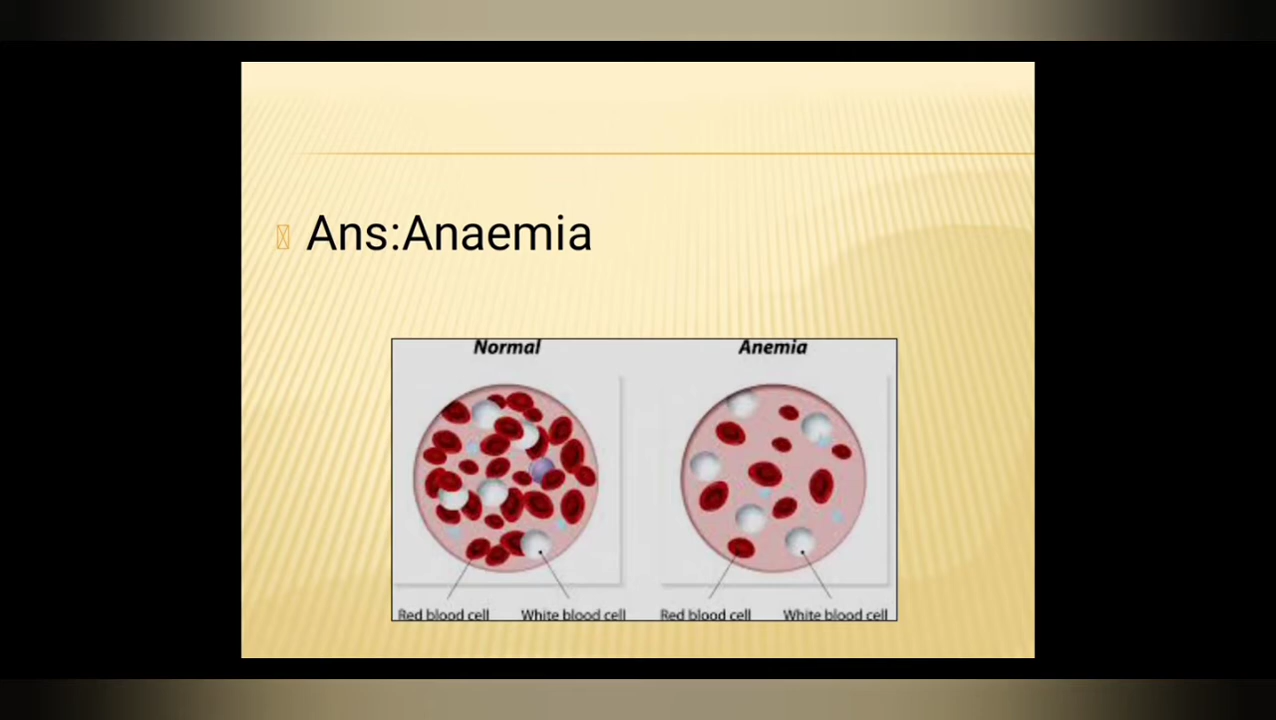 Ans:Anaemia
Normal Anemia
Red blood cell White blood cell Red blood cell White blood cell